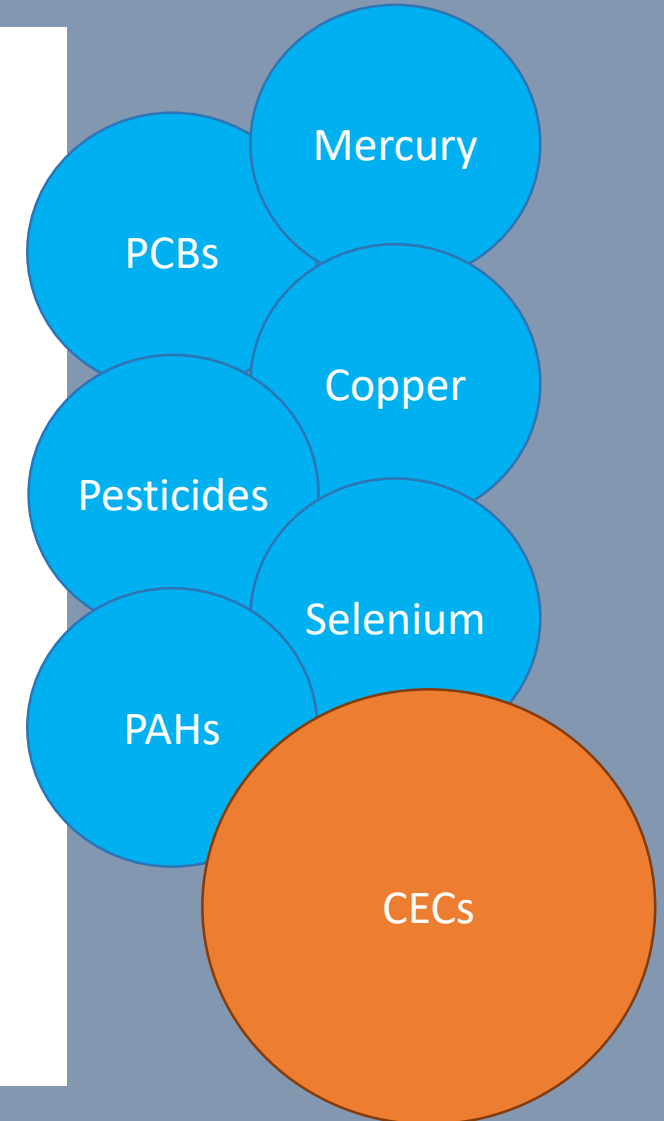 Mercury
PCBs
Copper
Pesticides
Selenium
PAHs
CECs